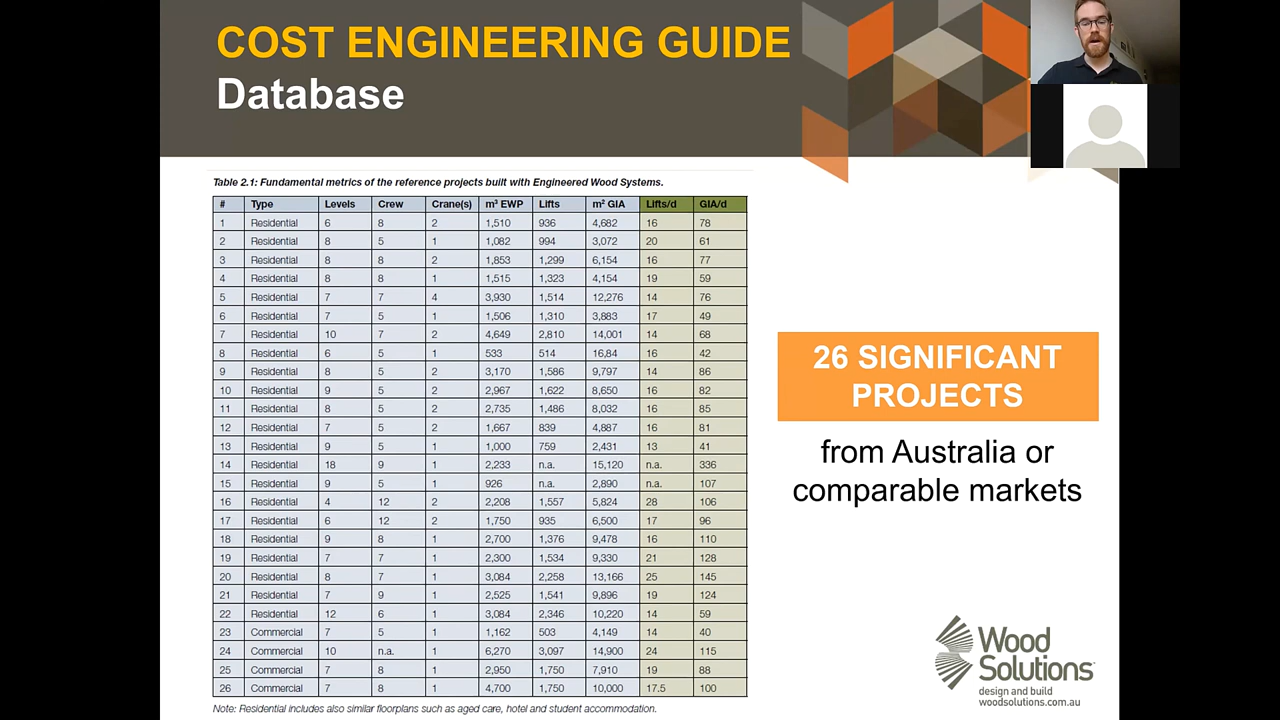 COST ENGINEERING GUIDE
Database
Table 2.1: Fundamental metrics of the reference projects built with Engineered Wood Systems.
# Type Levels Crew Crane(s) m³ EWP Lifts m² GIA Lifts/d GIA/d
1 Residential 6 8 2 1,510 936 4,682 16 78
2 Residential 8 5 1 1,082 994 3,072 20 61
3 Residential 8 8 2 1,853 1,299 6,154 16 77
4 Residential 8 8 1 1,515 1,323 4,154 19 59
5 Residential 7 7 4 3,930 1,514 12,276 14 76
6 Residential 7 5 1 1,506 1,310 3,883 17 49
7 Residential 10 7 2 4,649 2,810 14,001 14 68
8 Residential 6 5 1 533 514 16,84 16 42
9 Residential 8 5 2 3,170 1,586 9,797 14 86
10 Residential 9 5 2 2,967 1,622 8,650 16 82
11 Residential 8 5 2 2,735 1,486 8,032 16 85
12 Residential 7 5 2 1,667 839 4,887 16 81
13 Residential 9 5 1 1,000 759 2,431 13 41
14 Residential 18 9 1 2,233 n.a. 15,120 n.a. 336
15 Residential 9 5 1 926 n.a. 2,890 n.a. 107
16 Residential 4 12 2 2,208 1,557 5,824 28 106
17 Residential 6 12 2 1,750 935 6,500 17 96
18 Residential 9 8 1 2,700 1,376 9,478 16 110
19 Residential 7 7 1 2,300 1,534 9,330 21 128
20 Residential 8 7 1 3,084 2,258 13,166 25 145
21 Residential 7 9 1 2,525 1,541 9,896 19 124
22 Residential 12 6 1 3,084 2,346 10,220 14 59
23 Commercial 7 5 1 1,162 503 4,149 14 40
24 Commercial 10 n.a. 1 6,270 3,097 14,900 24 115
25 Commercial 7 8 1 2,950 1,750 7,910 19 88
26 Commercial 7 8 1 4,700 1,750 10,000 17.5 100
Note: Residential includes also similar floorplans such as aged care, hotel and student accommodation.
26 SIGNIFICANT
PROJECTS
from Australia or
comparable markets
Wood
Solutions
design and build
woodsolutions.com.au